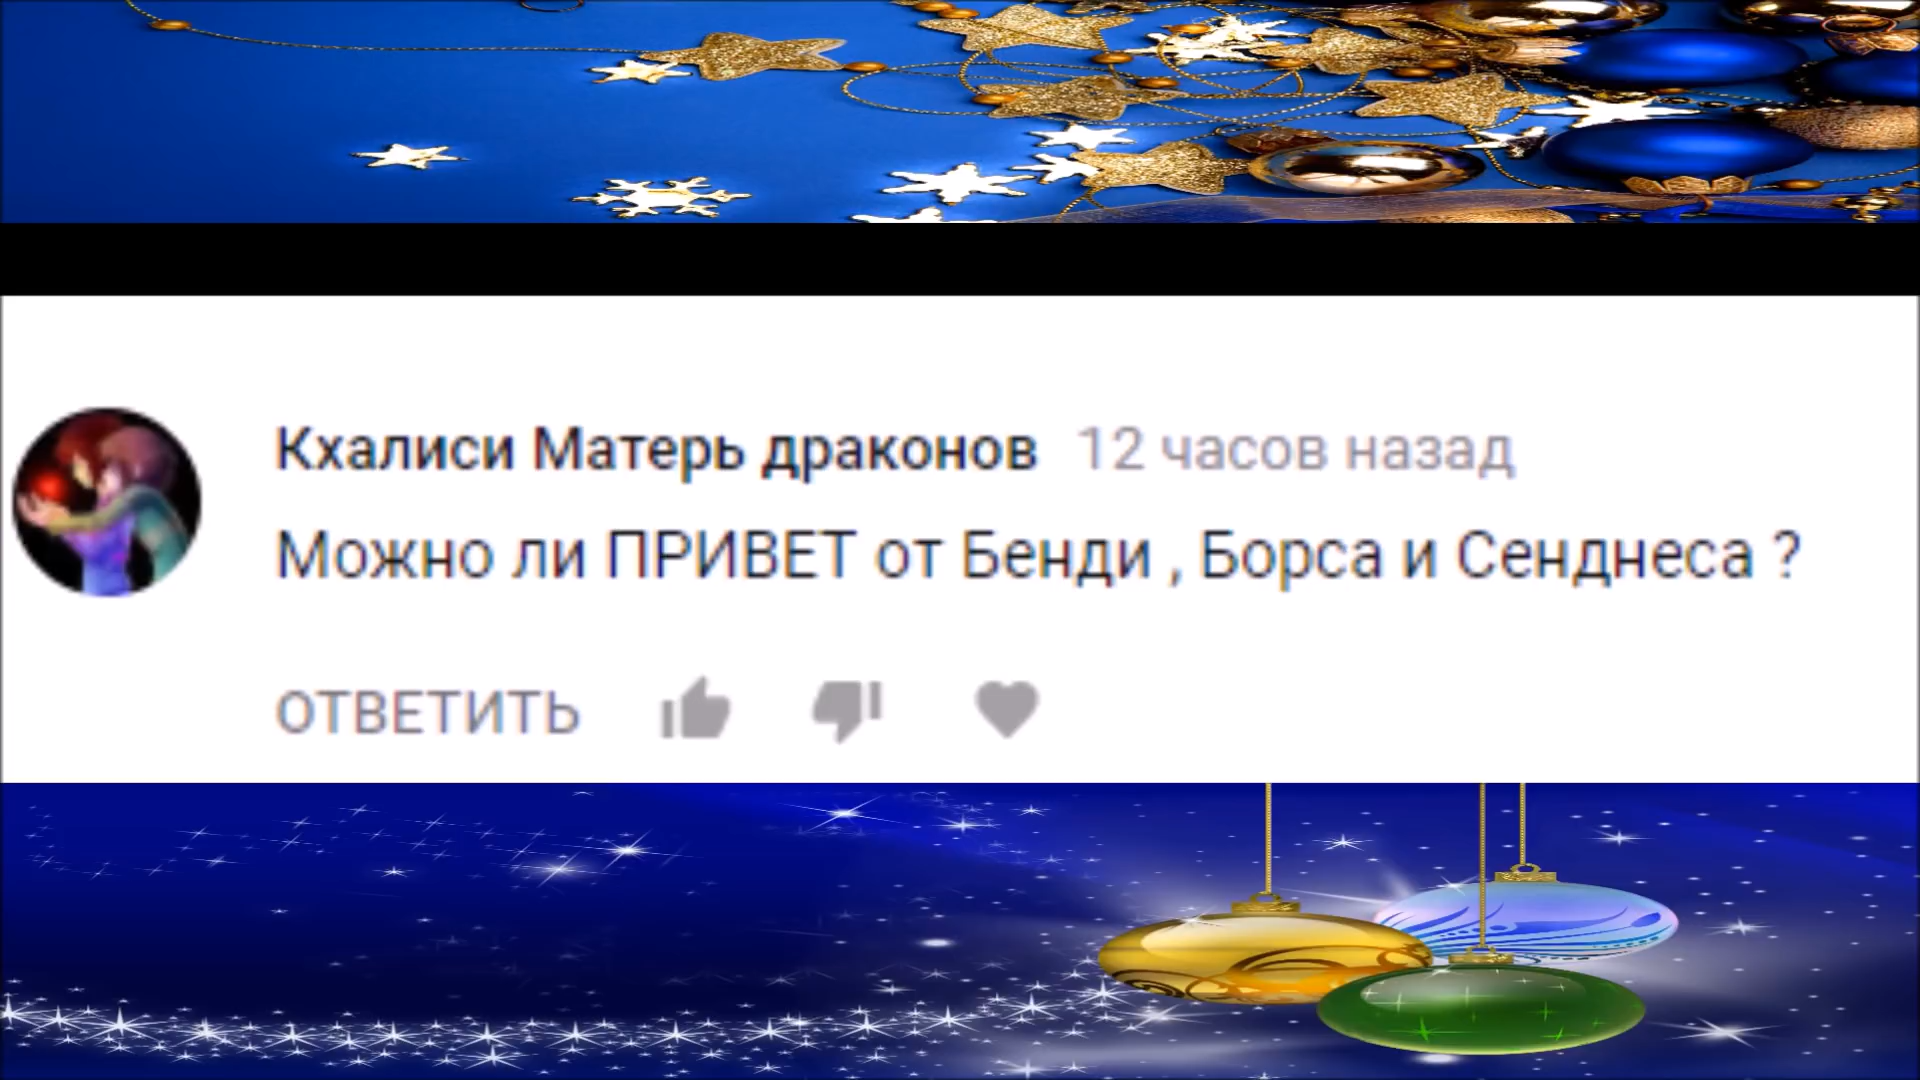 Кхалиси Матерь драконов 12 часов назад
Можно ли ПРИВЕТ от Бенди , Борса и Сенднеса ?
ОТВЕТИТЬ